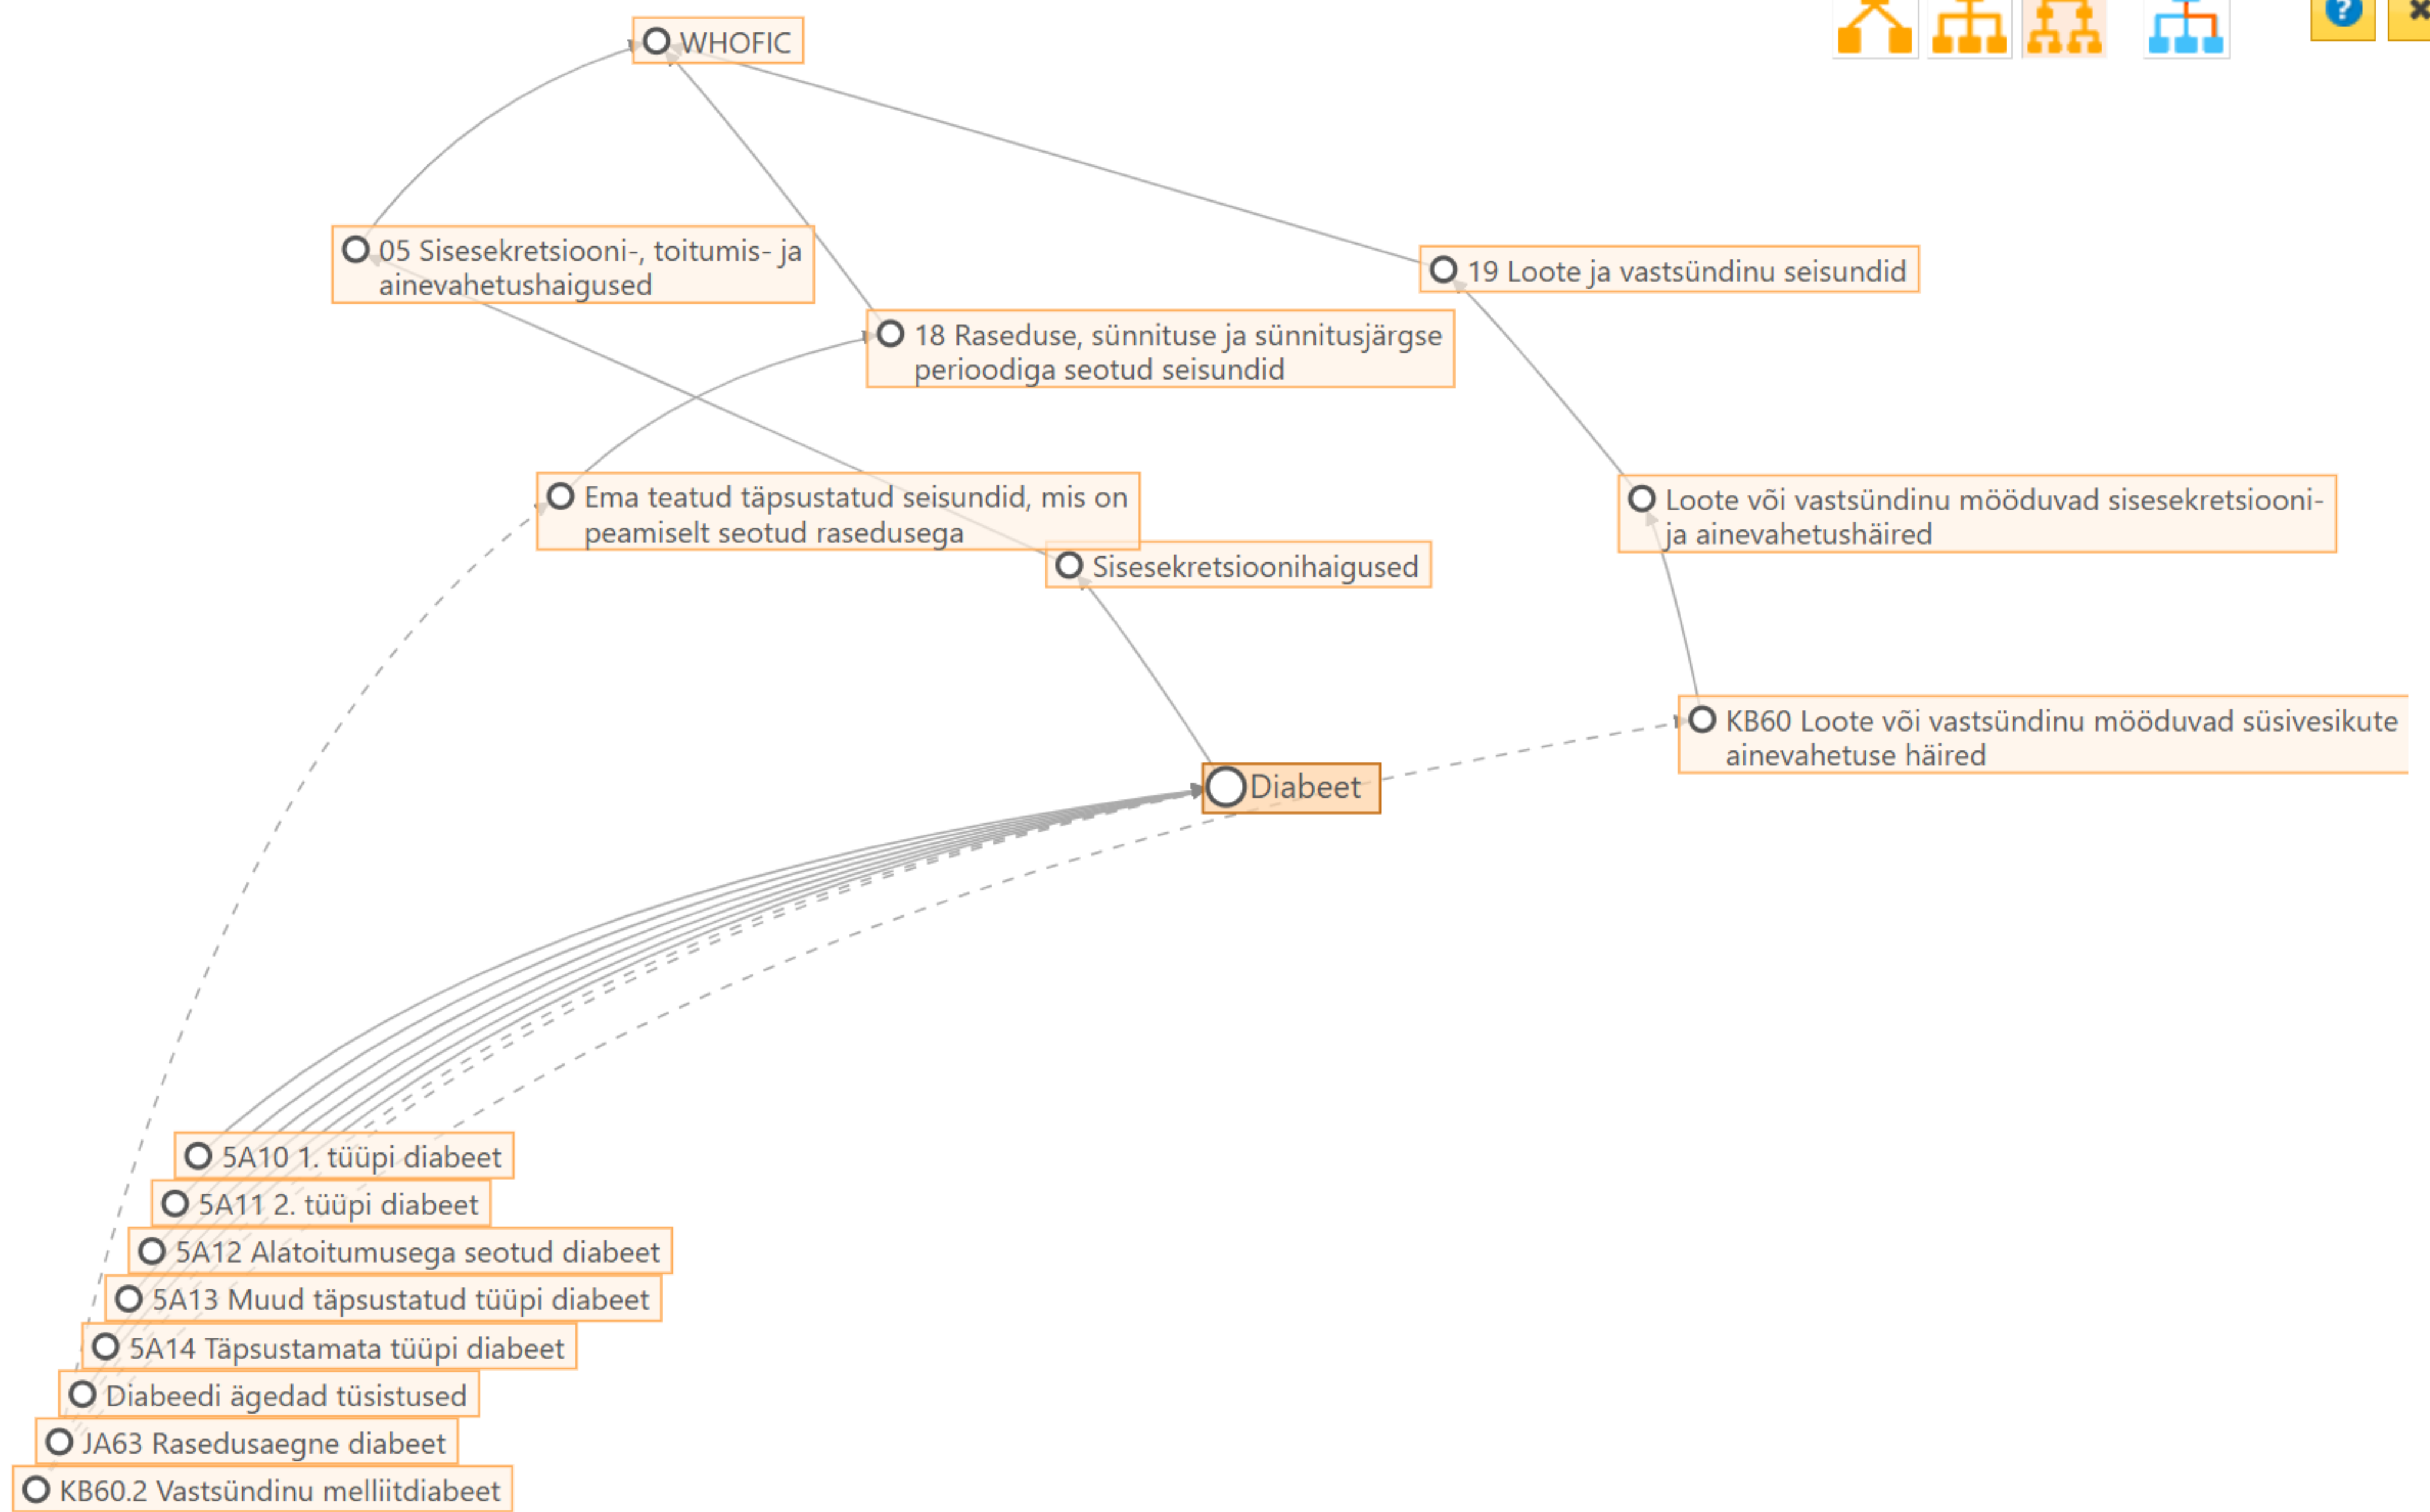 WHOFIC
05 Sisesekretsiooni-, toitumis- ja
ainevahetushaigused
19 Loote ja vastsündinu seisundid
18 Raseduse, sünnituse ja sünnitusjärgse
perioodiga seotud seisundid
Ema teatud täpsustatud seisundid, mis on
peamiselt seotud rasedusega
Loote või vastsündinu mööduvad sisesekretsiooni-
ja ainevahetushäired
Sisesekretsioonihaigused
KB60 Loote või vastsündinu mööduvad süsivesikute
ainevahetuse häired
Diabeet
5A10 1. tüüpi diabeet
5A11 2. tüüpi diabeet
5A12 Alatoitumusega seotud diabeet
5A13 Muud täpsustatud tüüpi diabeet
5A14 Täpsustamata tüüpi diabeet
Diabeedi ägedad tüsistused
JA63 Rasedusaegne diabeet
KB60.2 Vastsündinu melliitdiabeet